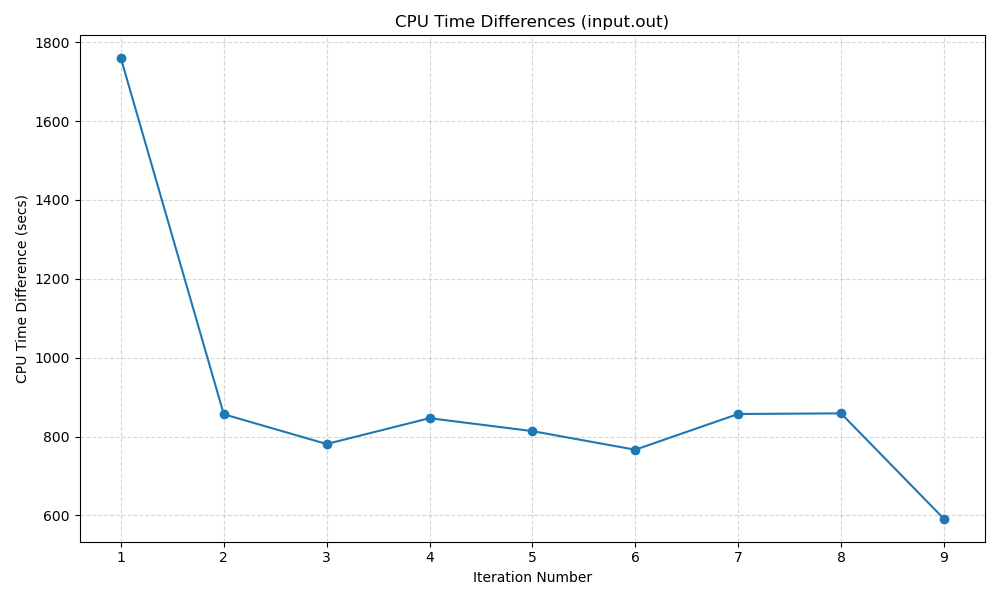 CPU Time Differences (input.out)
CPU Time Difference (secs)
1800
1600
1400
1200
1000
800
600
1 2 3 4 5 6 7 8 9
Iteration Number